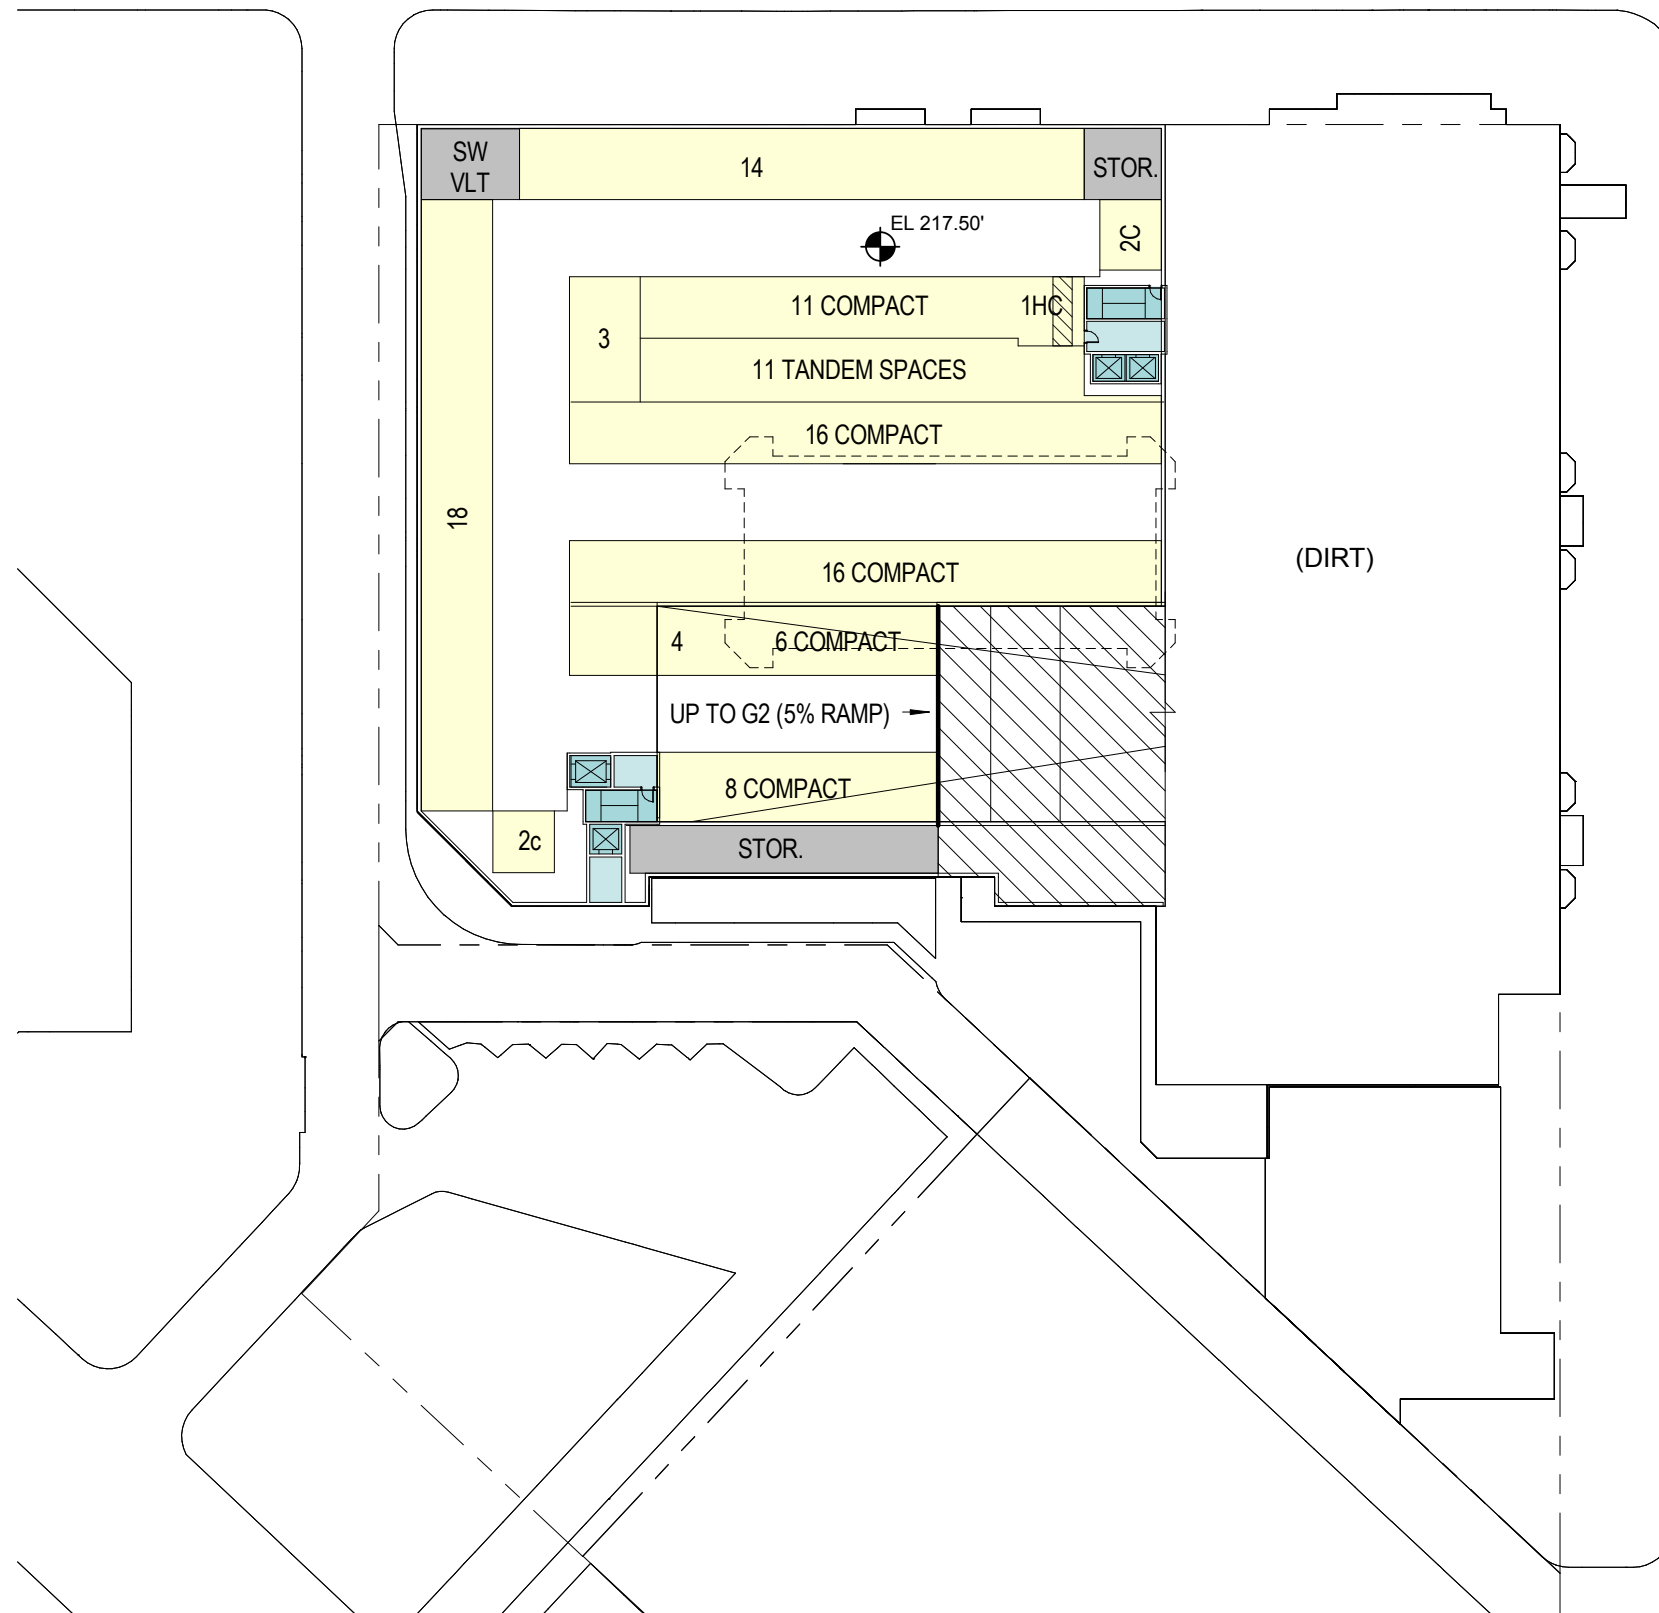 SW
VLT
14
STOR.
EL 217.50'
2C
11 COMPACT
1HC
3
11 TANDEM SPACES
16 COMPACT
18
16 COMPACT
(DIRT)
4
6 COMPACT
UP TO G2 (5% RAMP)
8 COMPACT
2c
STOR.